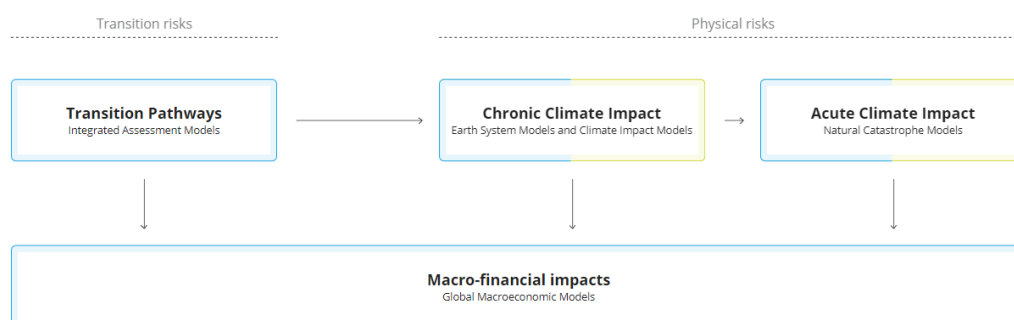 Transition risks
Physical risks
Transition Pathways
Integrated Assessment Models
Chronic Climate Impact
Earth System Models and Climate Impact Models
Acute Climate Impact
Natural Catastrophe Models
Macro-financial impacts
Global Macroeconomic Models